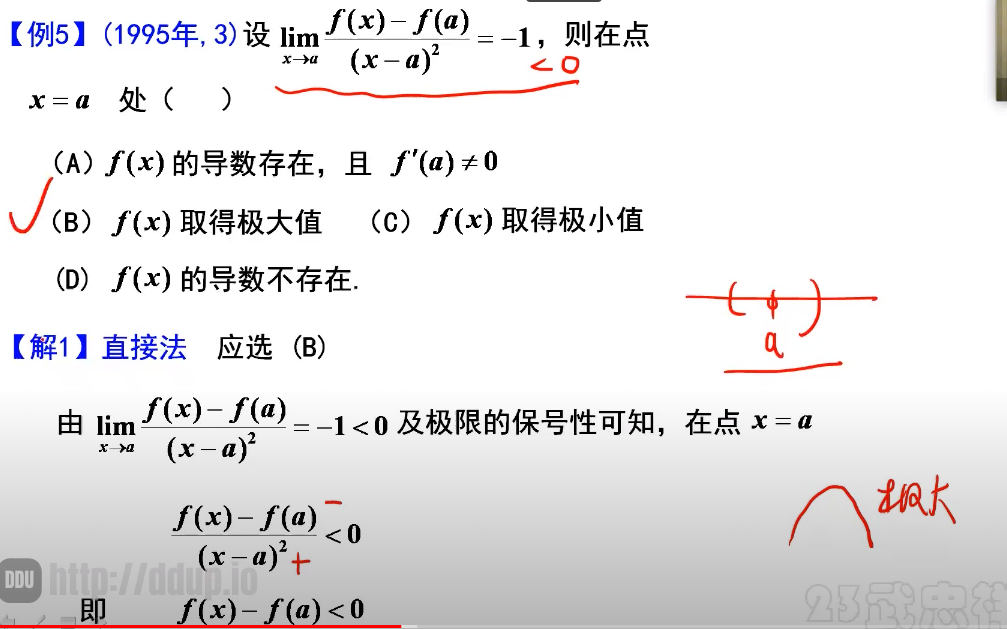 【例5】(1995年,3)设 lim_{x→a} \frac{f(x)-f(a)}{(x-a)^2} = -1，则在点
< 0
x = a 处（ ）
（A）f(x) 的导数存在，且 f'(a) ≠ 0
（B）f(x) 取得极大值 （C）f(x) 取得极小值
（D）f(x) 的导数不存在.
a
【解1】直接法 应选（B）
由 lim_{x→a} \frac{f(x)-f(a)}{(x-a)^2} = -1 < 0 及极限的保号性可知，在点 x = a
极大
\frac{f(x)-f(a)}{(x-a)^2} < 0
−
+
DDU http://ddup.io
即 f(x) - f(a) < 0
23武忠祥